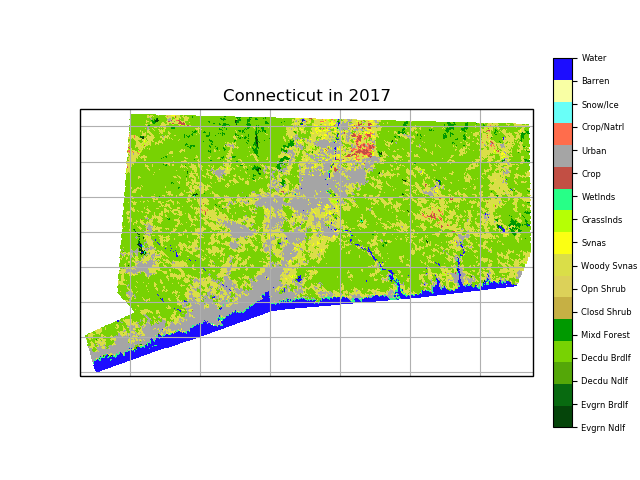 Connecticut in 2017
Water
Barren
Snow/Ice
Crop/Natrl
Urban
Crop
Wetlnds
Grasslnds
Svnas
Woody Svnas
Opn Shrub
Closd Shrub
Mixd Forest
Decdu Brdlf
Decdu Ndlf
Evgrn Brdlf
Evgrn Ndlf